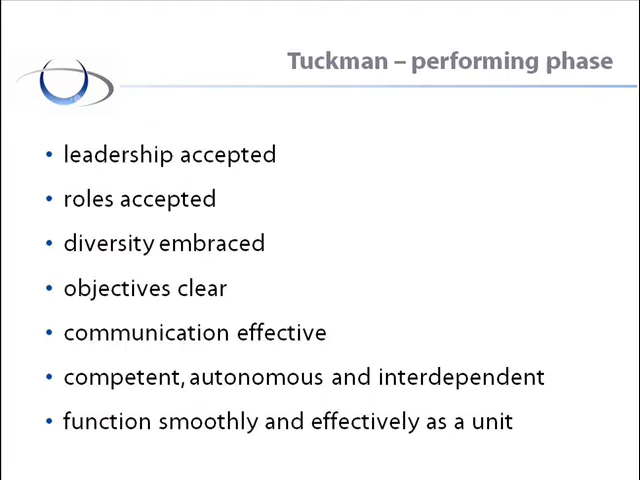 Tuckman – performing phase
• leadership accepted
• roles accepted
• diversity embraced
• objectives clear
• communication effective
• competent, autonomous and interdependent
• function smoothly and effectively as a unit